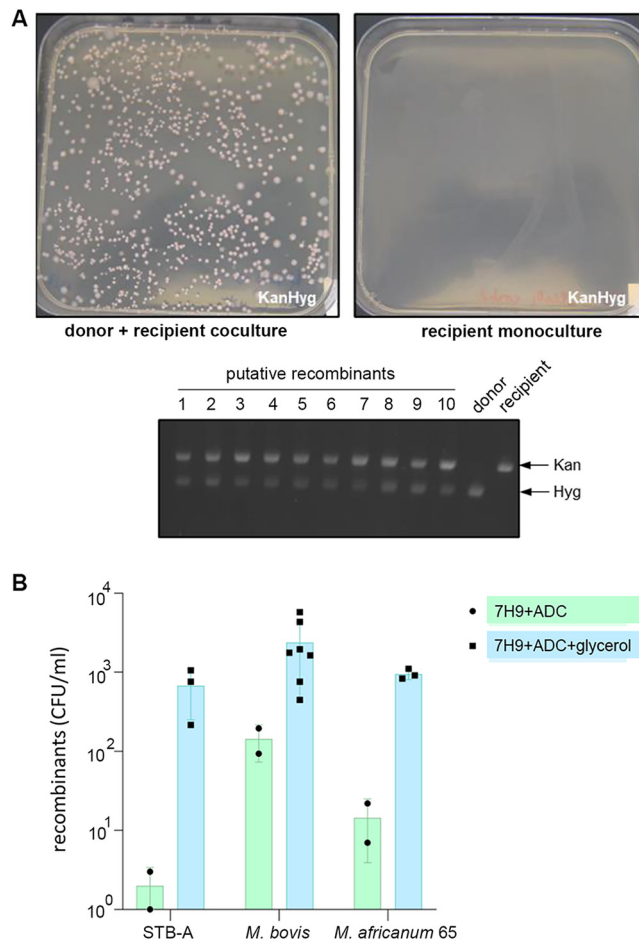 A
KanHyg
KanHyg
donor + recipient coculture
recipient monoculture
putative recombinants
1 2 3 4 5 6 7 8 9 10 donor recipient
Kan
Hyg
B
10⁴
10³
10²
10¹
10⁰
recombinants (CFU/ml)
7H9+ADC
7H9+ADC+glycerol
STB-A M. bovis M. africanum 65